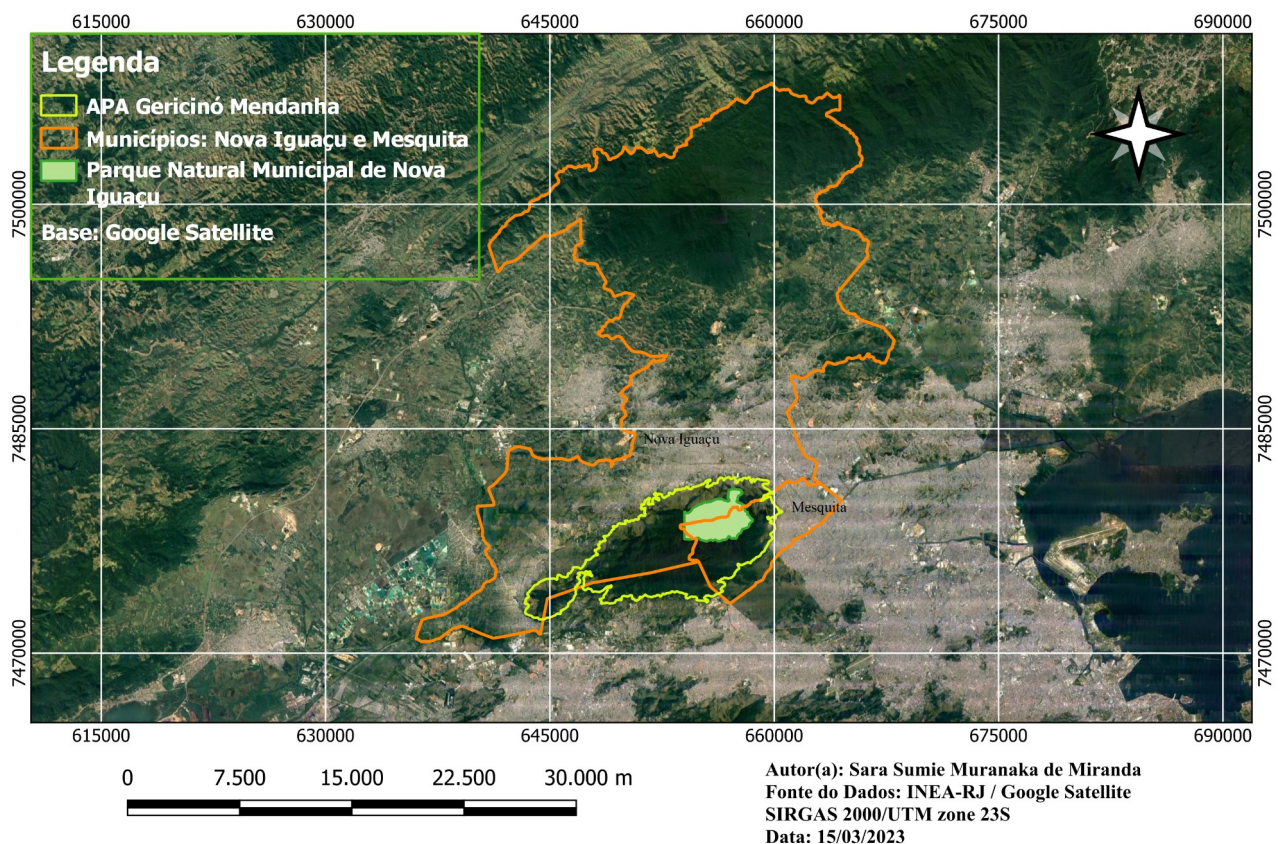 615000 630000 645000 660000 675000 690000
Legenda
APA Gericinó Mendanha
Municípios: Nova Iguaçu e Mesquita
Parque Natural Municipal de Nova
Iguaçu
Base: Google Satellite
7500000 7500000
7485000 7485000
Nova Iguaçu
Mesquita
7470000 7470000
615000 630000 645000 660000 675000 690000
0 7.500 15.000 22.500 30.000 m
Autor(a): Sara Sumie Muranaka de Miranda
Fonte do Dados: INEA-RJ / Google Satellite
SIRGAS 2000/UTM zone 23S
Data: 15/03/2023